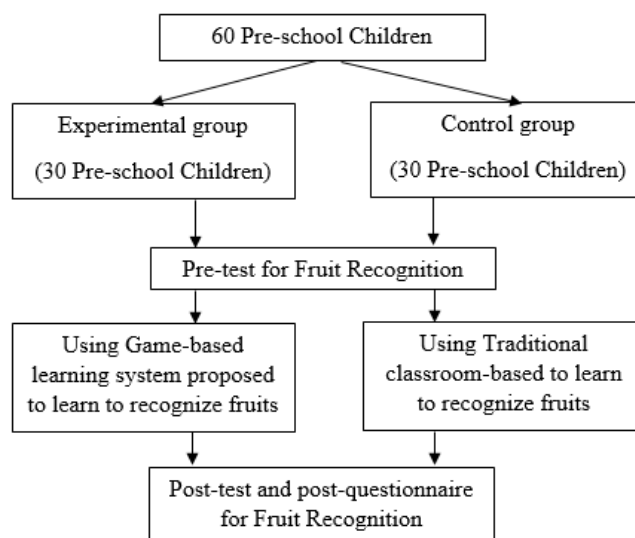 60 Pre-school Children
Experimental group
(30 Pre-school Children)
Control group
(30 Pre-school Children)
Pre-test for Fruit Recognition
Using Game-based
learning system proposed
to learn to recognize fruits
Using Traditional
classroom-based to learn
to recognize fruits
Post-test and post-questionnaire
for Fruit Recognition